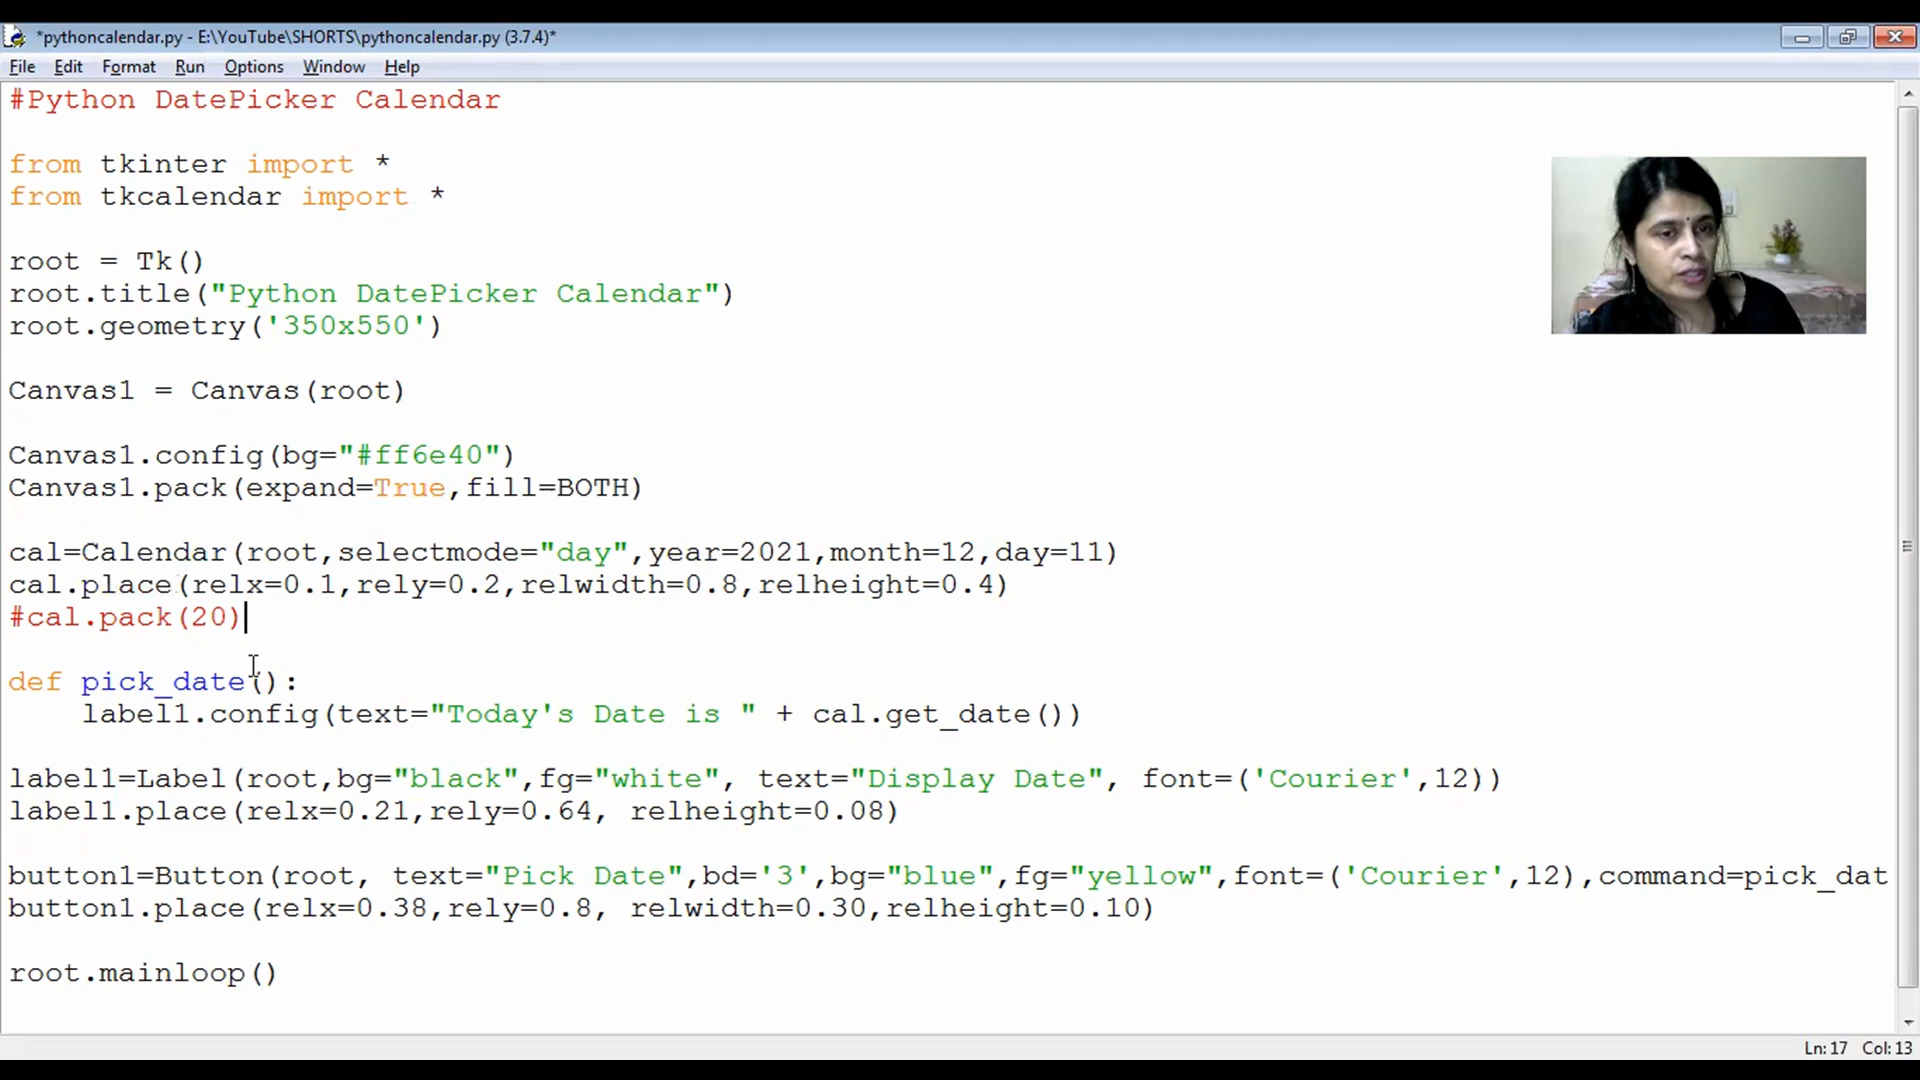 *pythoncalendar.py - E:\YouTube\SHORTS\pythoncalendar.py (3.7.4)*
File Edit Format Run Options Window Help
#Python DatePicker Calendar
from tkinter import *
from tkcalendar import *
root = Tk()
root.title("Python DatePicker Calendar")
root.geometry('350x550')
Canvas1 = Canvas(root)
Canvas1.config(bg="#ff6e40")
Canvas1.pack(expand=True,fill=BOTH)
cal=Calendar(root,selectmode="day",year=2021,month=12,day=11)
cal.place(relx=0.1,rely=0.2,relwidth=0.8,relheight=0.4)
#cal.pack(20)
def pick_date():
    label1.config(text="Today's Date is " + cal.get_date())
label1=Label(root,bg="black",fg="white", text="Display Date", font=('Courier',12))
label1.place(relx=0.21,rely=0.64, relheight=0.08)
button1=Button(root, text="Pick Date",bd='3',bg="blue",fg="yellow",font=('Courier',12),command=pick_dat
button1.place(relx=0.38,rely=0.8, relwidth=0.30,relheight=0.10)
root.mainloop()
Ln: 17 Col: 13